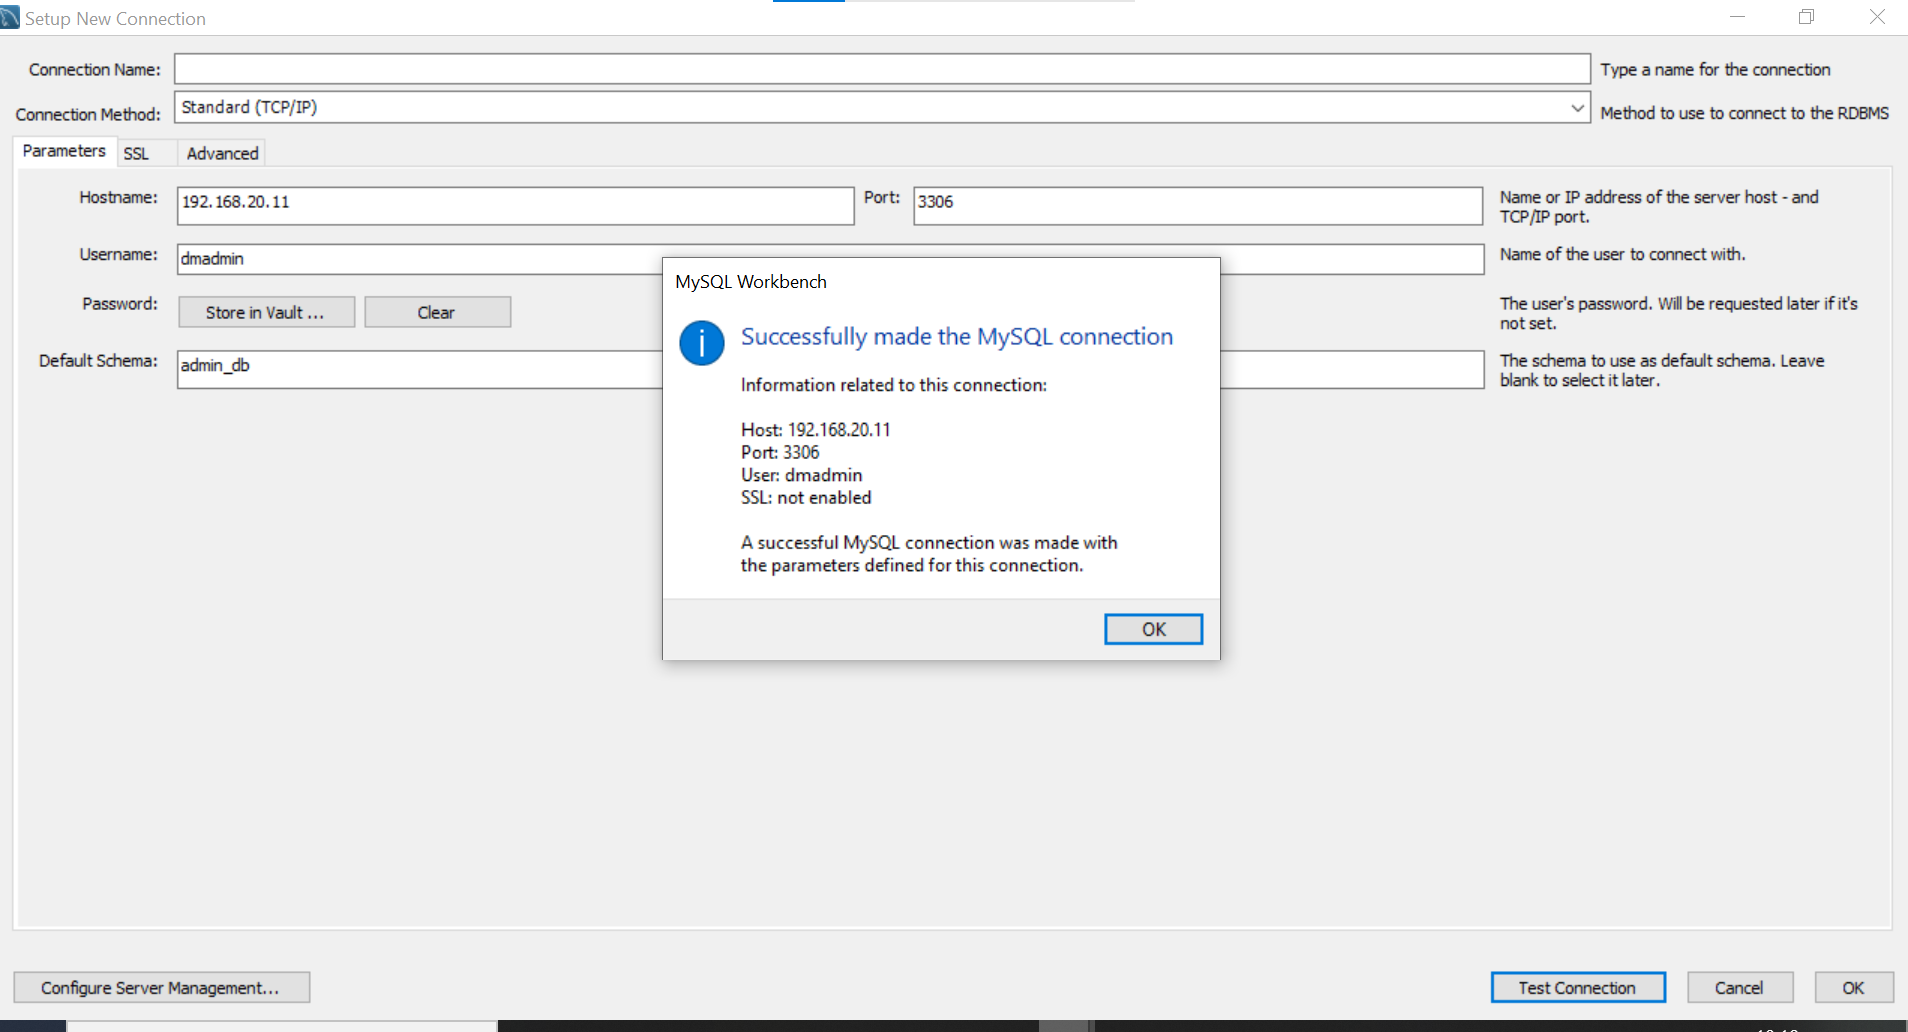 Setup New Connection
Connection Name:
Type a name for the connection
Connection Method:
Standard (TCP/IP)
Method to use to connect to the RDBMS
Parameters
SSL
Advanced
Hostname:
192.168.20.11
Port:
3306
Name or IP address of the server host - and
TCP/IP port.
Username:
dmadmin
Name of the user to connect with.
Password:
Store in Vault ...
Clear
The user's password. Will be requested later if it's
not set.
Default Schema:
admin_db
The schema to use as default schema. Leave
blank to select it later.
MySQL Workbench
Successfully made the MySQL connection
Information related to this connection:
Host: 192.168.20.11
Port: 3306
User: dmadmin
SSL: not enabled
A successful MySQL connection was made with
the parameters defined for this connection.
OK
Configure Server Management...
Test Connection
Cancel
OK